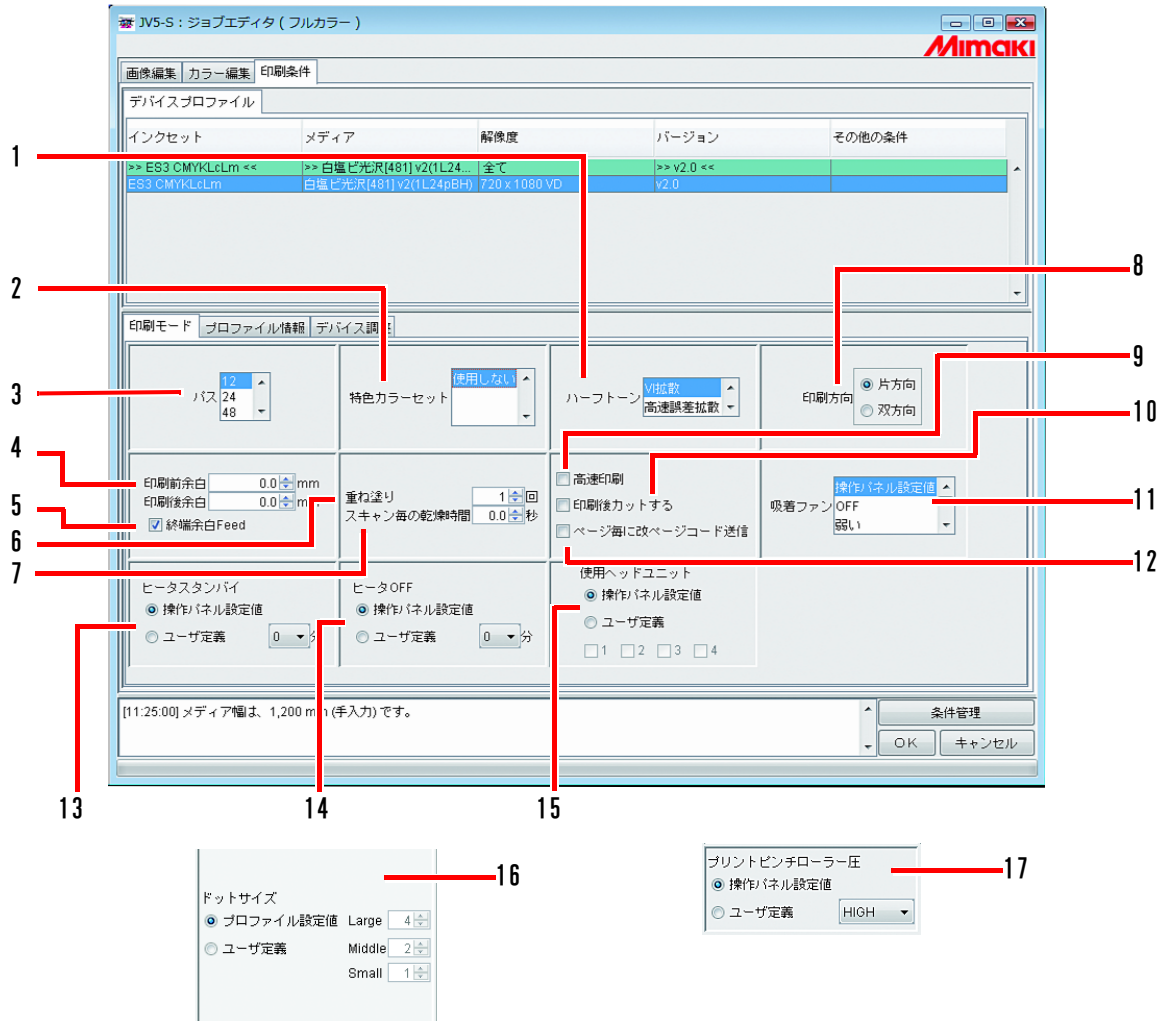 JV5-S：ジョブエディタ ( フルカラー )
Mimaki
画像編集 カラー編集 印刷条件
デバイスプロファイル
インクセット メディア 解像度 バージョン その他の条件
>> ES3 CMYKLcLm << >> 白塩ビ光沢[481] v2(1L24... 全て >> v2.0 <<
ES3 CMYKLcLm 白塩ビ光沢[481] v2(1L24pBH) 720 x 1080 VD v2.0
印刷モード プロファイル情報 デバイス調
パス 12
24
48
特色カラーセット 使用しない
ハーフトーン VI拡散
高速誤差拡散
印刷方向 片方向
双方向
印刷前余白 0.0 mm
印刷後余白 0.0 m
終端余白Feed
重ね塗り 1 回
スキャン毎の乾燥時間 0.0 秒
高速印刷
印刷後カットする
ページ毎に改ページコード送信
吸着ファン 操作パネル設定値
OFF
弱い
ヒータスタンバイ
操作パネル設定値
ユーザ定義 0
ヒータOFF
操作パネル設定値
ユーザ定義 0 分
使用ヘッドユニット
操作パネル設定値
ユーザ定義
1 2 3 4
[11:25:00] メディア幅は、1,200 mm (手入力) です。
条件管理
OK キャンセル
1
2
3
4
5
6
7
8
9
10
11
12
13
14
15
ドットサイズ
プロファイル設定値 Large 4
ユーザ定義 Middle 2
Small 1
16
プリントピンチローラー圧
操作パネル設定値
ユーザ定義 HIGH
17